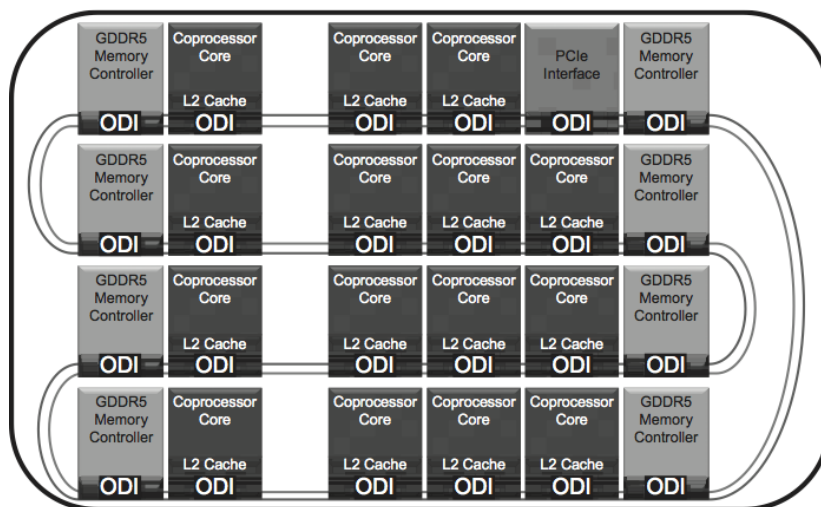 GDDR5
Memory
Controller
ODI
Coprocessor
Core
L2 Cache
ODI
Coprocessor
Core
L2 Cache
ODI
Coprocessor
Core
L2 Cache
ODI
PCIe
Interface
ODI
GDDR5
Memory
Controller
ODI
GDDR5
Memory
Controller
ODI
Coprocessor
Core
L2 Cache
ODI
Coprocessor
Core
L2 Cache
ODI
Coprocessor
Core
L2 Cache
ODI
Coprocessor
Core
L2 Cache
ODI
GDDR5
Memory
Controller
ODI
GDDR5
Memory
Controller
ODI
Coprocessor
Core
L2 Cache
ODI
Coprocessor
Core
L2 Cache
ODI
Coprocessor
Core
L2 Cache
ODI
Coprocessor
Core
L2 Cache
ODI
GDDR5
Memory
Controller
ODI
GDDR5
Memory
Controller
ODI
Coprocessor
Core
L2 Cache
ODI
Coprocessor
Core
L2 Cache
ODI
Coprocessor
Core
L2 Cache
ODI
Coprocessor
Core
L2 Cache
ODI
GDDR5
Memory
Controller
ODI